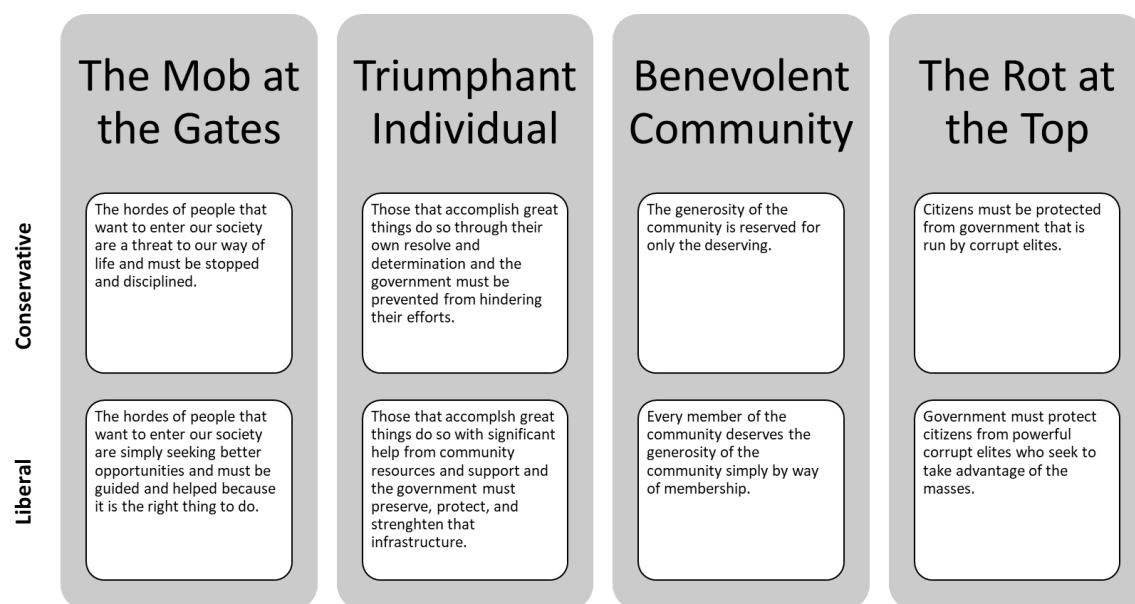 The Mob at
the Gates
Triumphant
Individual
Benevolent
Community
The Rot at
the Top
Conservative
The hordes of people that
want to enter our society
are a threat to our way of
life and must be stopped
and disciplined.
Those that accomplish great
things do so through their
own resolve and
determination and the
government must be
prevented from hindering
their efforts.
The generosity of the
community is reserved for
only the deserving.
Citizens must be protected
from government that is
run by corrupt elites.
Liberal
The hordes of people that
want to enter our society
are simply seeking better
opportunities and must be
guided and helped because
it is the right thing to do.
Those that accomplsh great
things do so with significant
help from community
resources and support and
the government must
preserve, protect, and
strenghten that
infrastructure.
Every member of the
community deserves the
generosity of the
community simply by way
of membership.
Government must protect
citizens from powerful
corrupt elites who seek to
take advantage of the
masses.